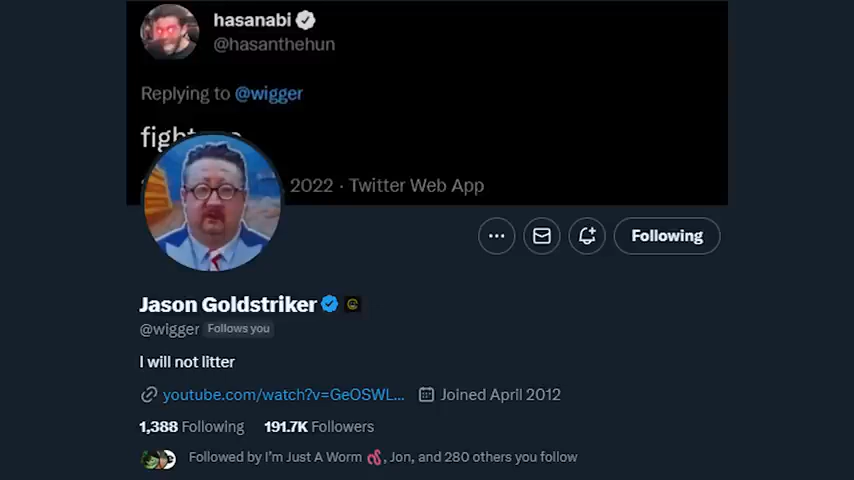 hasanabi
@hasanthehun
Replying to @wigger
fight
2022 · Twitter Web App
Following
Jason Goldstriker
@wigger Follows you
I will not litter
youtube.com/watch?v=GeOSWL... Joined April 2012
1,388 Following 191.7K Followers
Followed by I'm Just A Worm 🪱, Jon, and 280 others you follow